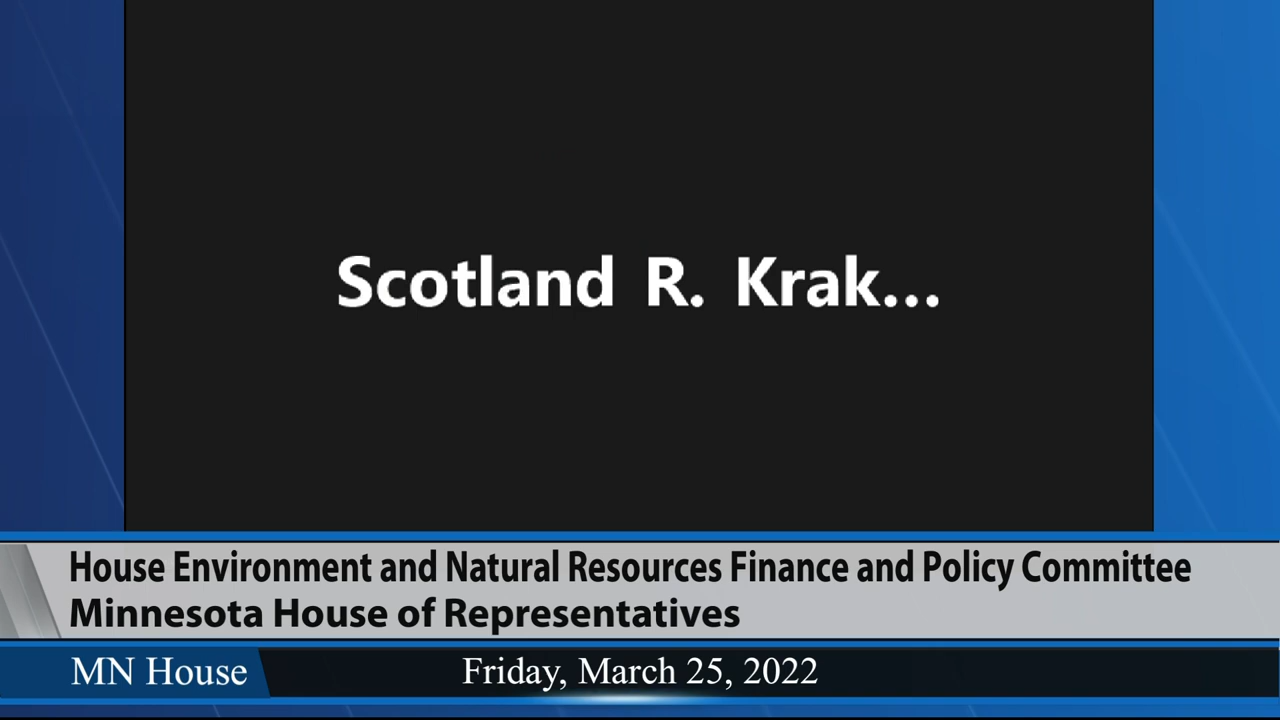 Scotland R. Krak...
House Environment and Natural Resources Finance and Policy Committee
Minnesota House of Representatives
MN House
Friday, March 25, 2022